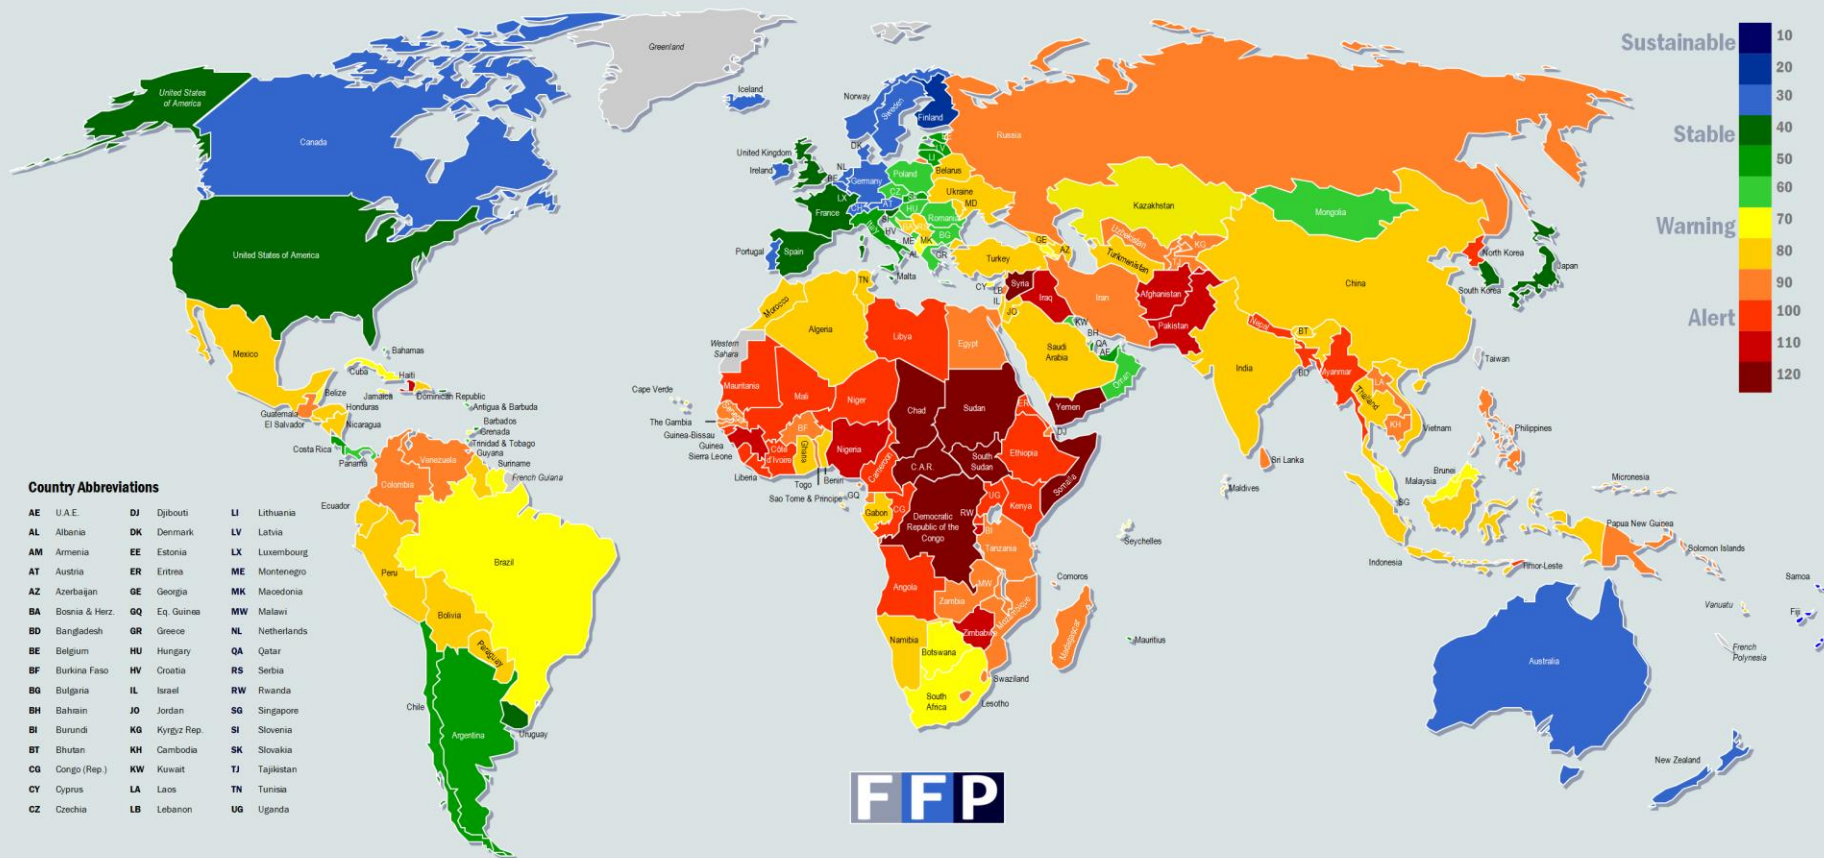 Greenland
United States
of America
Canada
Iceland
Norway
Sweden
Finland
Russia
United Kingdom
Ireland
DK
NL
BE
Germany
LX
France
CH
AT
Poland
CZ
SK
HU
LV
LI
Belarus
Ukraine
MD
Romania
BG
HV
ME
MK
AL
GR
Italy
Malta
Portugal
Spain
United States of America
Kazakhstan
Mongolia
Uzbekistan
KG
TJ
Turkmenistan
GE
AZ
Turkey
CY
LB
IL
JO
Syria
Iraq
Iran
Afghanistan
Pakistan
China
North Korea
South Korea
Japan
Taiwan
Morocco
Algeria
TN
Libya
Egypt
Western
Sahara
Saudi
Arabia
KW
BH
QA
AE
Oman
Yemen
Nepal
BT
India
BD
Myanmar
LA
Thailand
KH
Vietnam
Philippines
Sri Lanka
Maldives
Mexico
Bahamas
Cuba
Haiti
Jamaica
Dominican Republic
Belize
Guatemala
Honduras
El Salvador
Nicaragua
Costa Rica
Panama
Antigua & Barbuda
Barbados
Grenada
Trinidad & Tobago
Guyana
Suriname
French Guiana
Venezuela
Colombia
Ecuador
Peru
Brazil
Bolivia
Paraguay
Chile
Argentina
Uruguay
Cape Verde
Mauritania
Mali
Niger
Chad
Sudan
ER
DJ
Senegal
The Gambia
Guinea-Bissau
Guinea
Sierra Leone
Liberia
Côte
d'Ivoire
BF
Ghana
Togo
Benin
Nigeria
Cameroon
Sao Tome & Principe
GQ
Gabon
CG
C.A.R.
South
Sudan
Ethiopia
Somalia
Democratic
Republic of the
Congo
UG
RW
BI
Kenya
Tanzania
Angola
Zambia
MW
Mozambique
Zimbabwe
Namibia
Botswana
South
Africa
Swaziland
Lesotho
Comoros
Madagascar
Mauritius
Seychelles
Brunei
Malaysia
SG
Indonesia
Timor-Leste
Micronesia
Papua New Guinea
Solomon Islands
Samoa
Vanuatu
Fiji
French
Polynesia
Australia
New Zealand
Sustainable
Stable
Warning
Alert
10
20
30
40
50
60
70
80
90
100
110
120
Country Abbreviations
AE U.A.E. DJ Djibouti LI Lithuania
AL Albania DK Denmark LV Latvia
AM Armenia EE Estonia LX Luxembourg
AT Austria ER Eritrea ME Montenegro
AZ Azerbaijan GE Georgia MK Macedonia
BA Bosnia & Herz. GQ Eq. Guinea MW Malawi
BD Bangladesh GR Greece NL Netherlands
BE Belgium HU Hungary QA Qatar
BF Burkina Faso HV Croatia RS Serbia
BG Bulgaria IL Israel RW Rwanda
BH Bahrain JO Jordan SG Singapore
BI Burundi KG Kyrgyz Rep. SI Slovenia
BT Bhutan KH Cambodia SK Slovakia
CG Congo (Rep.) KW Kuwait TJ Tajikistan
CY Cyprus LA Laos TN Tunisia
CZ Czechia LB Lebanon UG Uganda
FFP